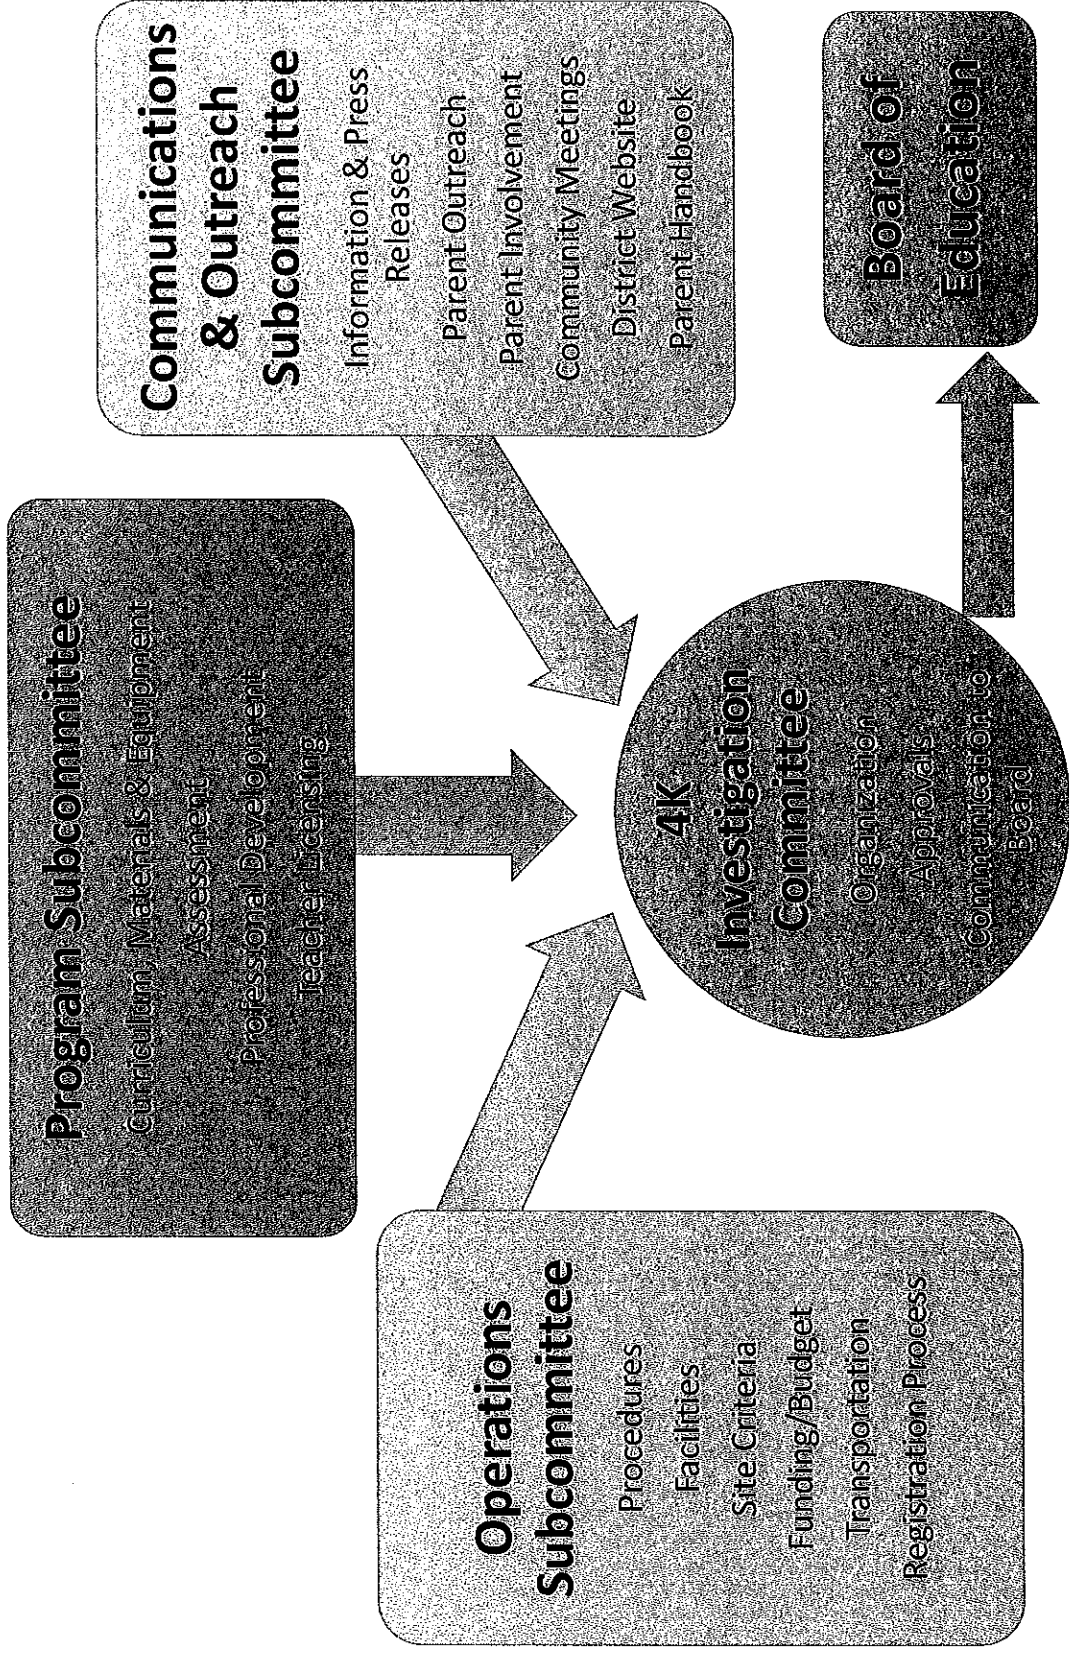 Program Subcommittee
Curriculum, Materials & Equipment
Assessment
Professional Development
Teacher Licensing
Operations
Subcommittee
Procedures
Facilities
Site Criteria
Funding/Budget
Transportation
Registration Process
Communications
& Outreach
Subcommittee
Information & Press
Releases
Parent Outreach
Parent Involvement
Community Meetings
District Website
Parent Handbook
4K
Investigation
Committee
Organization
Approvals
Communication to
Board
Board of
Education